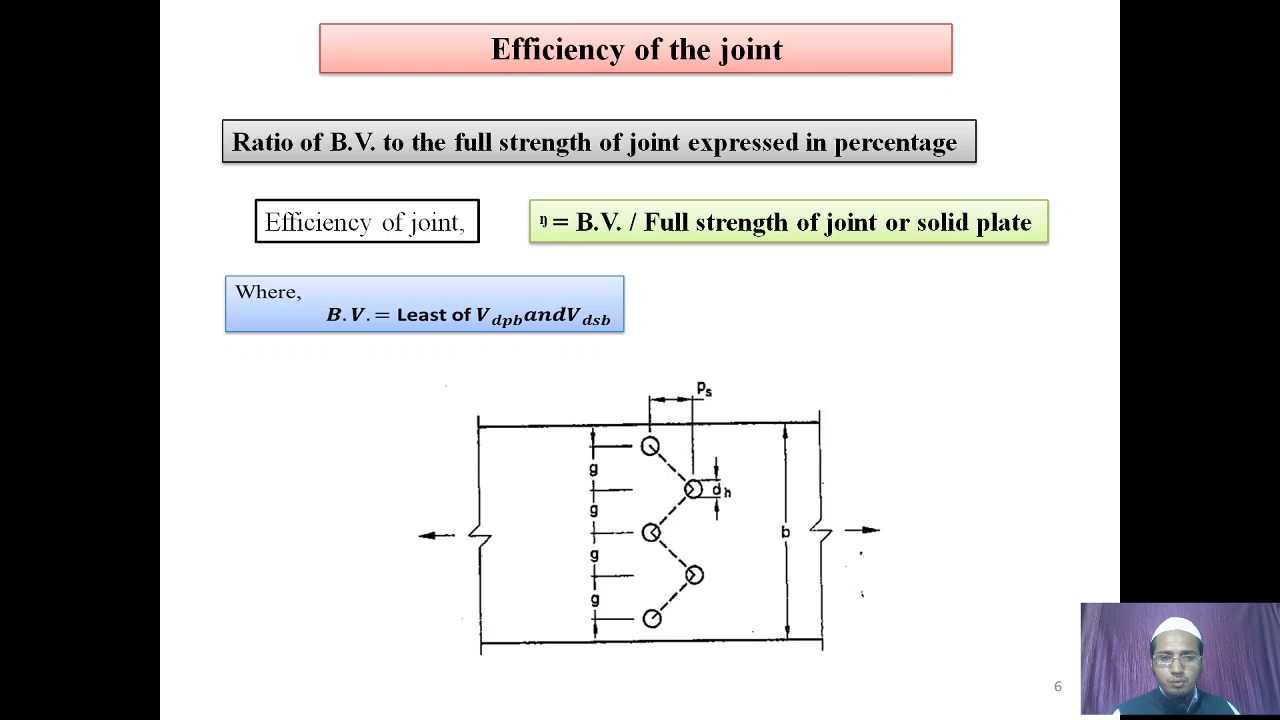 Efficiency of the joint
Ratio of B.V. to the full strength of joint expressed in percentage
Efficiency of joint,
η = B.V. / Full strength of joint or solid plate
Where,
B.V. = Least of V_dpb and V_dsb
Ps
g
dh
g
b
g
g
6